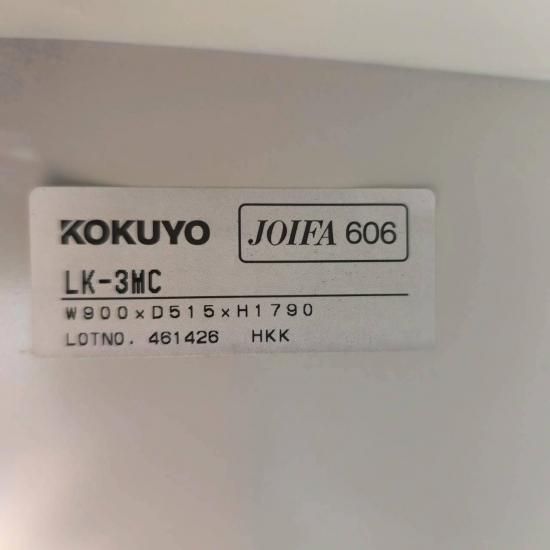 KOKUYO JOIFA 606
LK-3MC
W900×D515×H1790
LOTNO. 461426 HKK